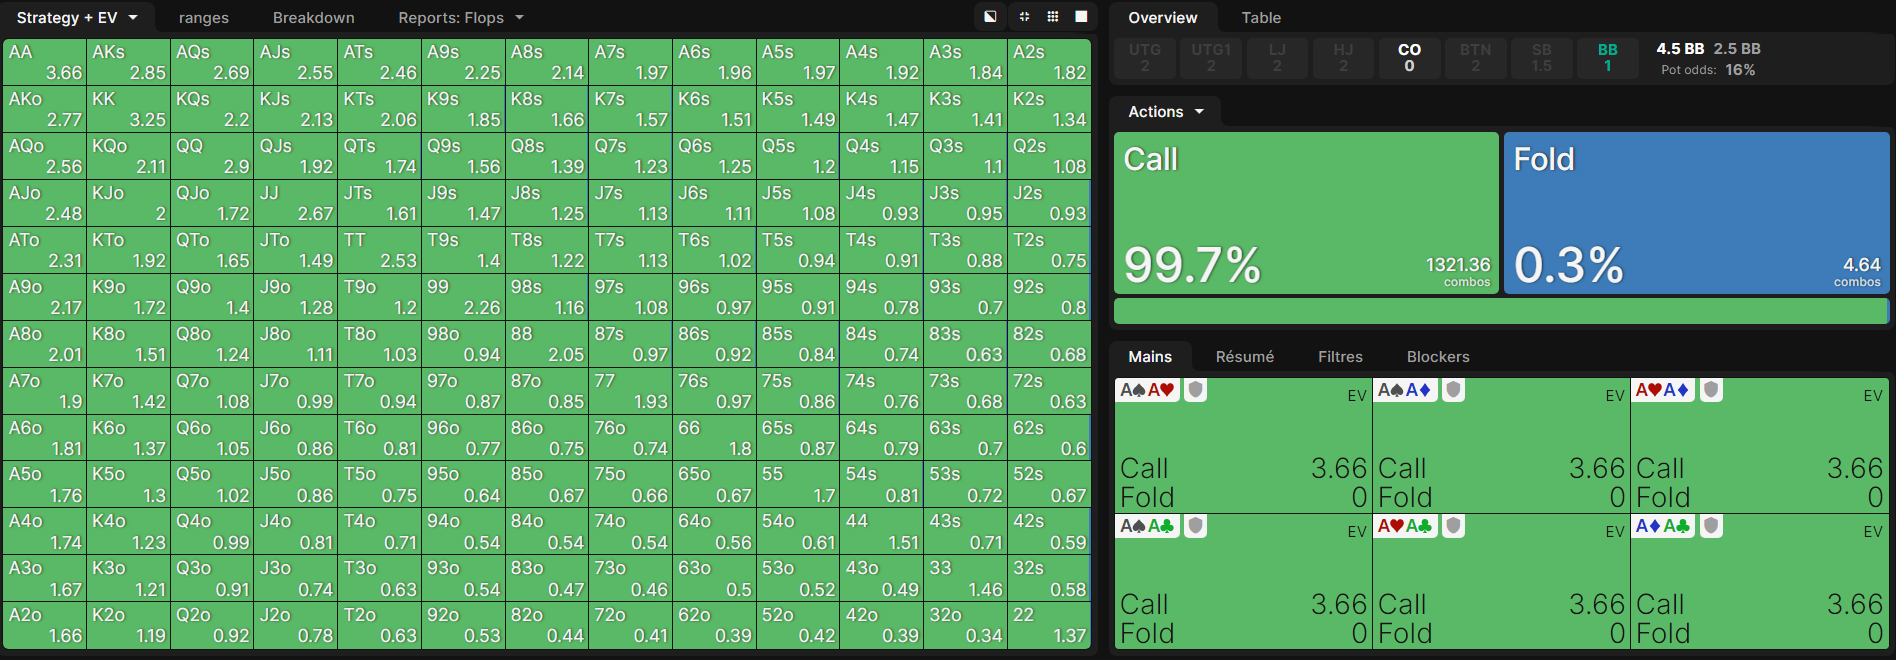 Strategy + EV ranges Breakdown Reports: Flops
AA AKs AQs AJs ATs A9s A8s A7s A6s A5s A4s A3s A2s
3.66 2.85 2.69 2.55 2.46 2.25 2.14 1.97 1.96 1.97 1.92 1.84 1.82
AKo KK KQs KJs KTs K9s K8s K7s K6s K5s K4s K3s K2s
2.77 3.25 2.2 2.13 2.06 1.85 1.66 1.57 1.51 1.49 1.47 1.41 1.34
AQo KQo QQ QJs QTs Q9s Q8s Q7s Q6s Q5s Q4s Q3s Q2s
2.56 2.11 2.9 1.92 1.74 1.56 1.39 1.23 1.25 1.2 1.15 1.1 1.08
AJo KJo QJo JJ JTs J9s J8s J7s J6s J5s J4s J3s J2s
2.48 2 1.72 2.67 1.61 1.47 1.25 1.13 1.11 1.08 0.93 0.95 0.93
ATo KTo QTo JTo TT T9s T8s T7s T6s T5s T4s T3s T2s
2.31 1.92 1.65 1.49 2.53 1.4 1.22 1.13 1.02 0.94 0.91 0.88 0.75
A9o K9o Q9o J9o T9o 99 98s 97s 96s 95s 94s 93s 92s
2.17 1.72 1.4 1.28 1.2 2.26 1.16 1.08 0.97 0.91 0.78 0.7 0.8
A8o K8o Q8o J8o T8o 98o 88 87s 86s 85s 84s 83s 82s
2.01 1.51 1.24 1.11 1.03 0.94 2.05 0.97 0.92 0.84 0.74 0.63 0.68
A7o K7o Q7o J7o T7o 97o 87o 77 76s 75s 74s 73s 72s
1.9 1.42 1.08 0.99 0.94 0.87 0.85 1.93 0.97 0.86 0.76 0.68 0.63
A6o K6o Q6o J6o T6o 96o 86o 76o 66 65s 64s 63s 62s
1.81 1.37 1.05 0.86 0.81 0.77 0.75 0.74 1.8 0.87 0.79 0.7 0.6
A5o K5o Q5o J5o T5o 95o 85o 75o 65o 55 54s 53s 52s
1.76 1.3 1.02 0.86 0.75 0.64 0.67 0.66 0.67 1.7 0.81 0.72 0.67
A4o K4o Q4o J4o T4o 94o 84o 74o 64o 54o 44 43s 42s
1.74 1.23 0.99 0.81 0.71 0.54 0.54 0.54 0.56 0.61 1.51 0.71 0.59
A3o K3o Q3o J3o T3o 93o 83o 73o 63o 53o 43o 33 32s
1.67 1.21 0.91 0.74 0.63 0.54 0.47 0.46 0.5 0.52 0.49 1.46 0.58
A2o K2o Q2o J2o T2o 92o 82o 72o 62o 52o 42o 32o 22
1.66 1.19 0.92 0.78 0.63 0.53 0.44 0.41 0.39 0.42 0.39 0.34 1.37
Overview Table
UTG UTG1 LJ HJ CO BTN SB BB
2 2 2 2 0 2 1.5 1
4.5 BB 2.5 BB
Pot odds: 16%
Actions
Call Fold
99.7% 1321.36 combos 0.3% 4.64 combos
Mains Résumé Filtres Blockers
A♠A♥ EV A♠A♦ EV A♥A♦ EV
Call 3.66 Call 3.66 Call 3.66
Fold 0 Fold 0 Fold 0
A♠A♣ EV A♥A♣ EV A♦A♣ EV
Call 3.66 Call 3.66 Call 3.66
Fold 0 Fold 0 Fold 0